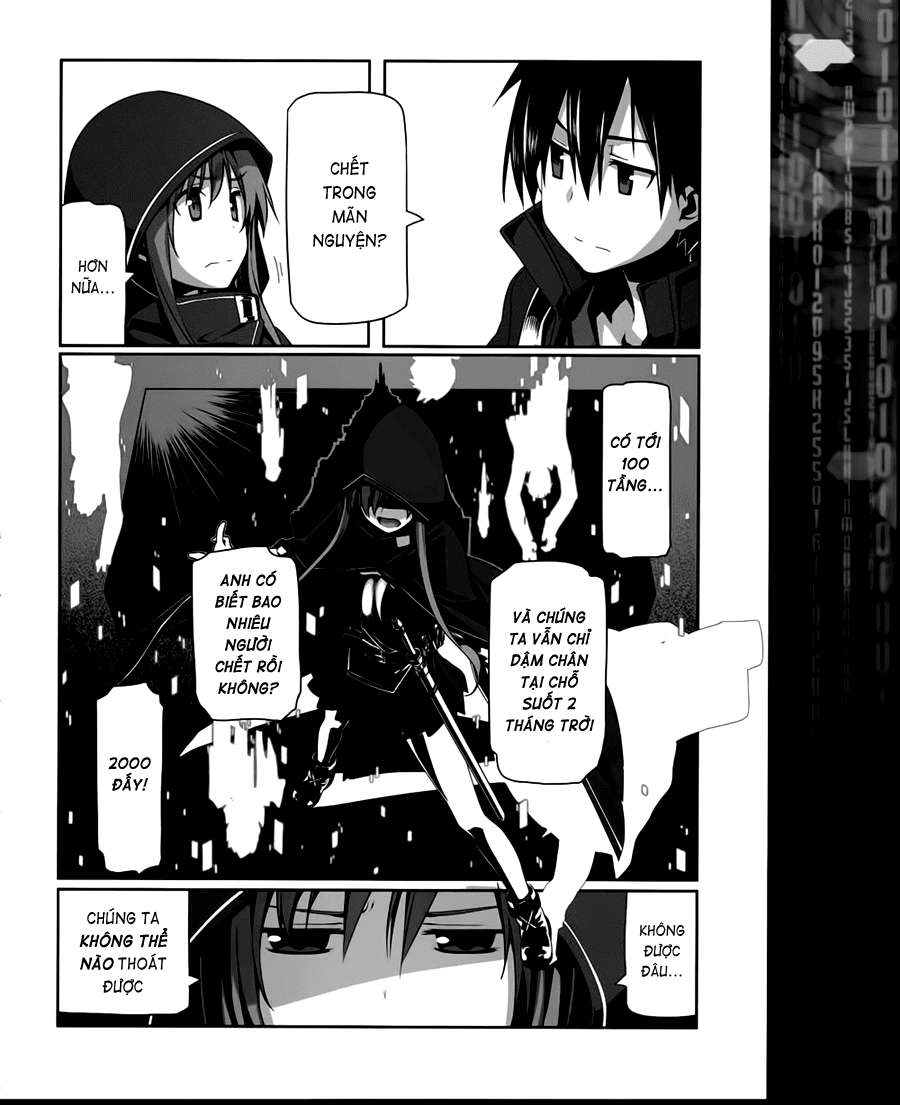 CHẾT
TRONG
MÃN
NGUYỆN?
HƠN
NỮA...
CÓ TỚI
100
TẦNG...
VÀ CHÚNG
TA VẪN CHỈ
DẬM CHÂN
TẠI CHỖ
SUỐT 2
THÁNG TRỜI
ANH CÓ
BIẾT BAO
NHIÊU
NGƯỜI
CHẾT RỒI
KHÔNG?
2000
ĐẤY!
KHÔNG
ĐƯỢC
ĐÂU...
CHÚNG TA
KHÔNG THỂ
NÀO THOÁT
ĐƯỢC